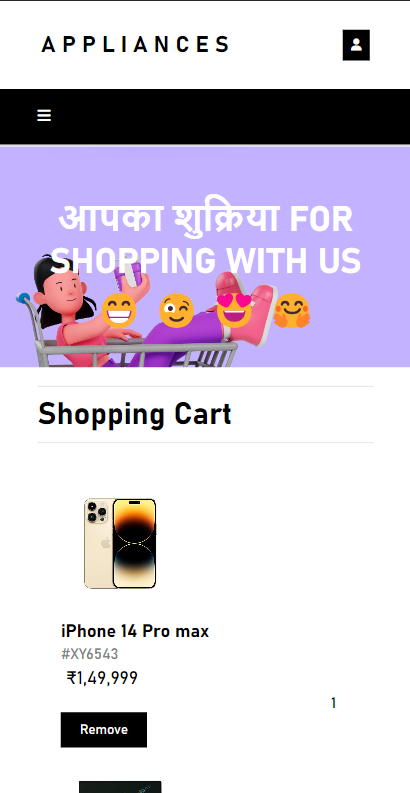 APPLIANCES
आपका शुक्रिया FOR
SHOPPING WITH US
😁 😉 😍 🤗
Shopping Cart
iPhone 14 Pro max
#XY6543
₹1,49,999
1
Remove